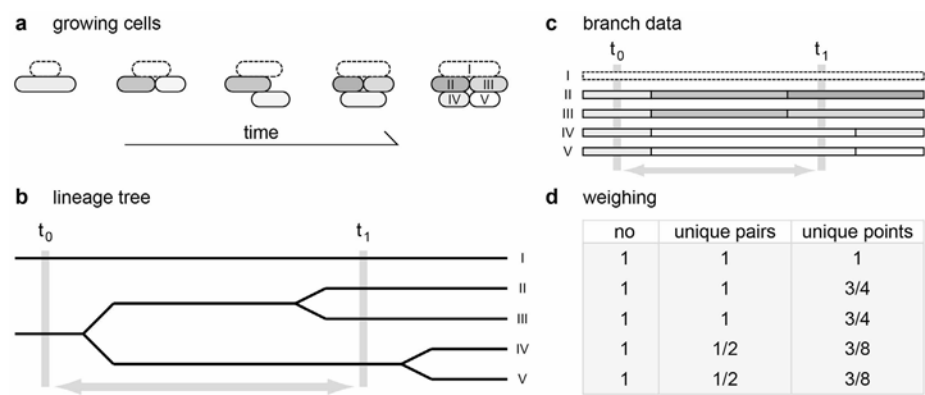 a growing cells
I
II III
IV V
time
b lineage tree
t0
t1
I
II
III
IV
V
c branch data
t0
t1
I
II
III
IV
V
d weighing
no unique pairs unique points
1 1 1
1 1 3/4
1 1 3/4
1 1/2 3/8
1 1/2 3/8